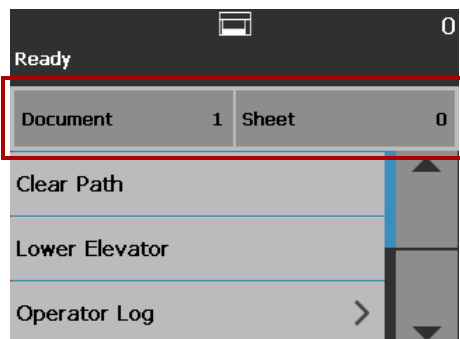 0
Ready
Document 1 Sheet 0
Clear Path
Lower Elevator
Operator Log